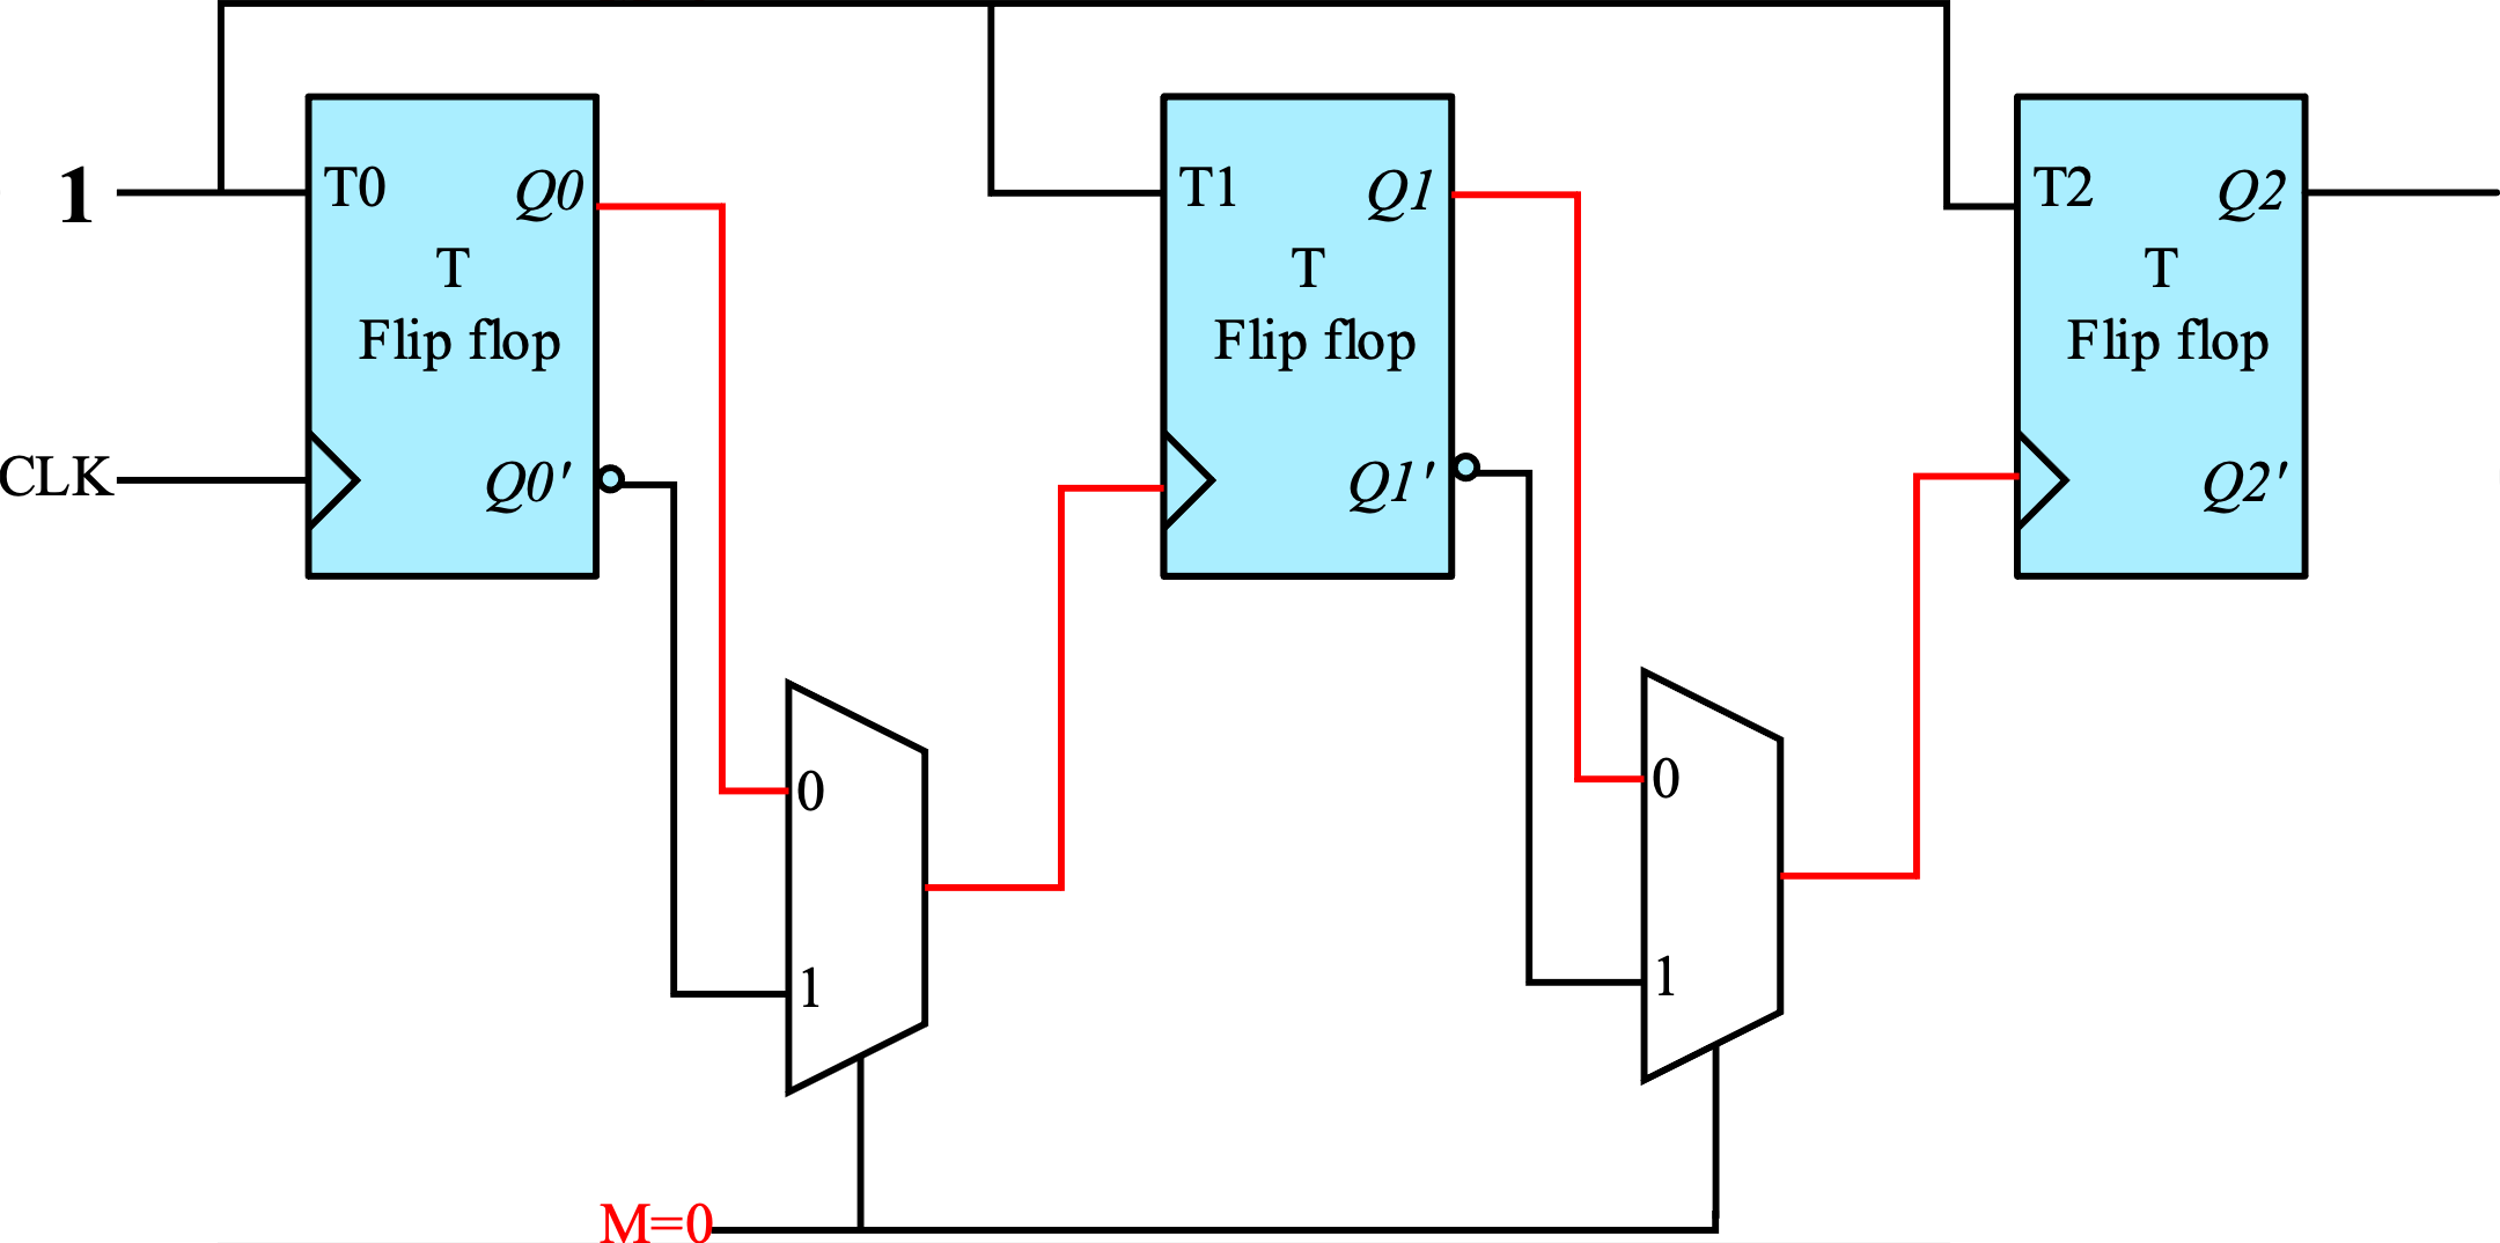 1
T0 Q0
T
Flip flop
CLK
Q0'
T1 Q1
T
Flip flop
Q1'
T2 Q2
T
Flip flop
Q2'
0
1
0
1
M=0